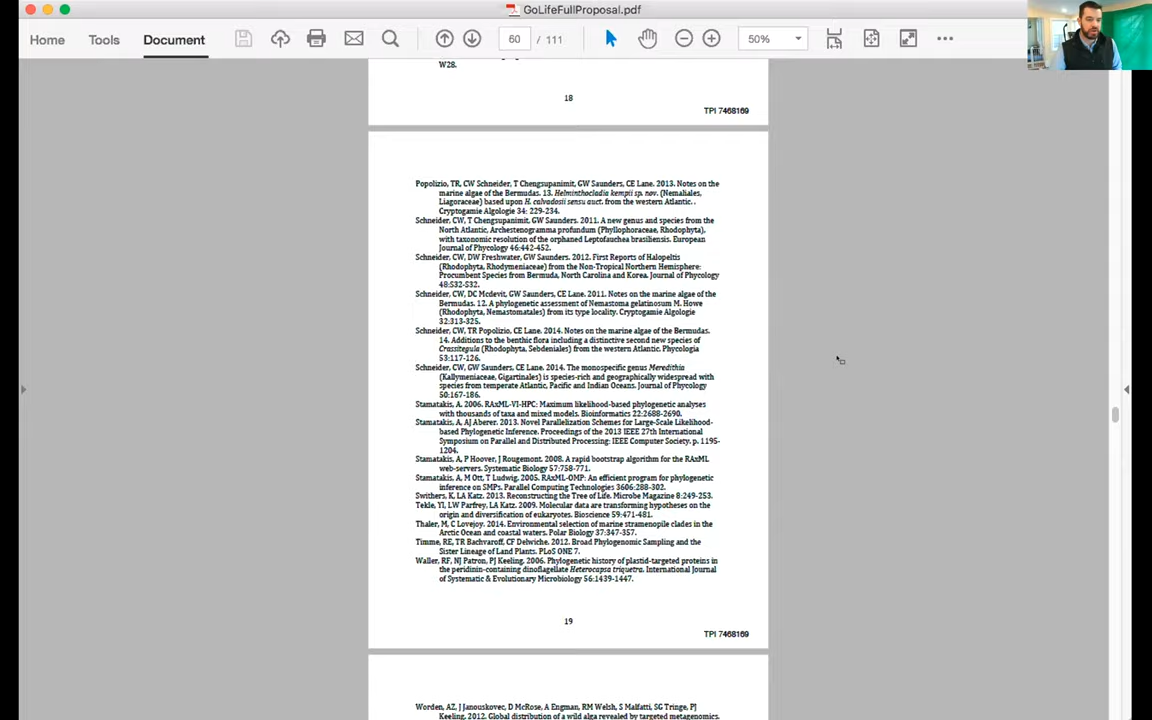 GoLifeFullProposal.pdf
Home Tools Document 60 / 111 50%
W28.
18
TPI 7468169
Popolizio, TR, CW Schneider, T Chengsupanimit, GW Saunders, CE Lane. 2013. Notes on the
marine algae of the Bermudas. 13. Helminthocladia kempii sp. nov. (Nemaliales,
Liagoraceae) based upon H. calvadosii sensu auct. from the western Atlantic. .
Cryptogamie Algologie 34: 229-234.
Schneider, CW, T Chengsupanimit, GW Saunders. 2011. A new genus and species from the
North Atlantic, Archestenogramma profundum (Phyllophoraceae, Rhodophyta),
with taxonomic resolution of the orphaned Leptofauchea brasiliensis. European
Journal of Phycology 46:442-452.
Schneider, CW, DW Freshwater, GW Saunders. 2012. First Reports of Halopeltis
(Rhodophyta, Rhodymeniaceae) from the Non-Tropical Northern Hemisphere:
Procumbent Species from Bermuda, North Carolina and Korea. Journal of Phycology
48:S32-S32.
Schneider, CW, DC Mcdevit, GW Saunders, CE Lane. 2011. Notes on the marine algae of the
Bermudas. 12. A phylogenetic assessment of Nemastoma gelatinosum M. Howe
(Rhodophyta, Nemastomatales) from its type locality. Cryptogamie Algologie
32:313-325.
Schneider, CW, TR Popolizio, CE Lane. 2014. Notes on the marine algae of the Bermudas.
14. Additions to the benthic flora including a distinctive second new species of
Crassitegula (Rhodophyta, Sebdeniales) from the western Atlantic. Phycologia
53:117-126.
Schneider, CW, GW Saunders, CE Lane. 2014. The monospecific genus Meredithia
(Kallymeniaceae, Gigartinales) is species-rich and geographically widespread with
species from temperate Atlantic, Pacific and Indian Oceans. Journal of Phycology
50:167-186.
Stamatakis, A. 2006. RAxML-VI-HPC: Maximum likelihood-based phylogenetic analyses
with thousands of taxa and mixed models. Bioinformatics 22:2688-2690.
Stamatakis, A, AJ Aberer. 2013. Novel Parallelization Schemes for Large-Scale Likelihood-
based Phylogenetic Inference. Proceedings of the 2013 IEEE 27th International
Symposium on Parallel and Distributed Processing: IEEE Computer Society. p. 1195-
1204.
Stamatakis, A, P Hoover, J Rougemont. 2008. A rapid bootstrap algorithm for the RAxML
web-servers. Systematic Biology 57:758-771.
Stamatakis, A, M Ott, T Ludwig. 2005. RAxML-OMP: An efficient program for phylogenetic
inference on SMPs. Parallel Computing Technologies 3606:288-302.
Swithers, K, LA Katz. 2013. Reconstructing the Tree of Life. Microbe Magazine 8:249-253.
Tekle, YI, LW Parfrey, LA Katz. 2009. Molecular data are transforming hypotheses on the
origin and diversification of eukaryotes. Bioscience 59:471-481.
Thaler, M, C Lovejoy. 2014. Environmental selection of marine stramenopile clades in the
Arctic Ocean and coastal waters. Polar Biology 37:347-357.
Timme, RE, TR Bachvaroff, CF Delwiche. 2012. Broad Phylogenomic Sampling and the
Sister Lineage of Land Plants. PLoS ONE 7.
Waller, RF, NJ Patron, PJ Keeling. 2006. Phylogenetic history of plastid-targeted proteins in
the peridinin-containing dinoflagellate Heterocapsa triquetra. International Journal
of Systematic & Evolutionary Microbiology 56:1439-1447.
19
TPI 7468169
Worden, AZ, J Janouskovec, D McRose, A Engman, RM Welsh, S Malfatti, SG Tringe, PJ
Keeling. 2012. Global distribution of a wild alga revealed by targeted metagenomics.